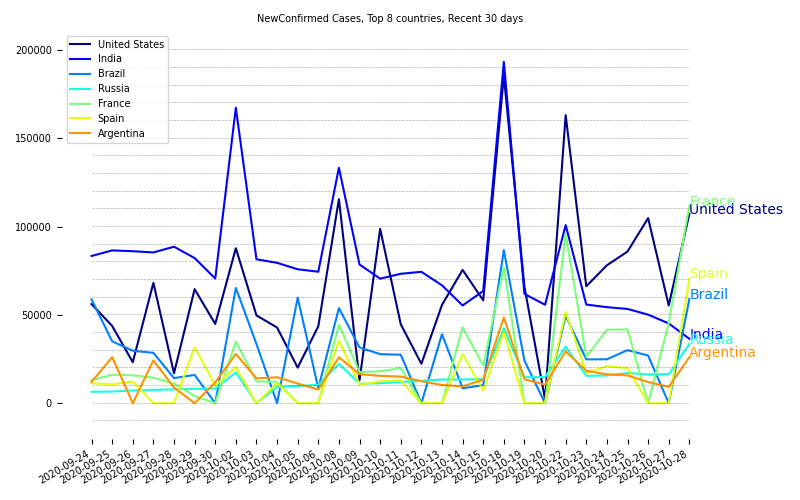 NewConfirmed Cases, Top 8 countries, Recent 30 days
United States
India
Brazil
Russia
France
Spain
Argentina
200000
150000
100000
50000
0
France
United States
Spain
Brazil
India
Russia
Argentina
2020-09-24
2020-09-25
2020-09-26
2020-09-27
2020-09-28
2020-09-29
2020-09-30
2020-10-02
2020-10-03
2020-10-04
2020-10-05
2020-10-06
2020-10-08
2020-10-09
2020-10-10
2020-10-11
2020-10-12
2020-10-13
2020-10-14
2020-10-15
2020-10-18
2020-10-19
2020-10-20
2020-10-22
2020-10-23
2020-10-24
2020-10-25
2020-10-26
2020-10-27
2020-10-28